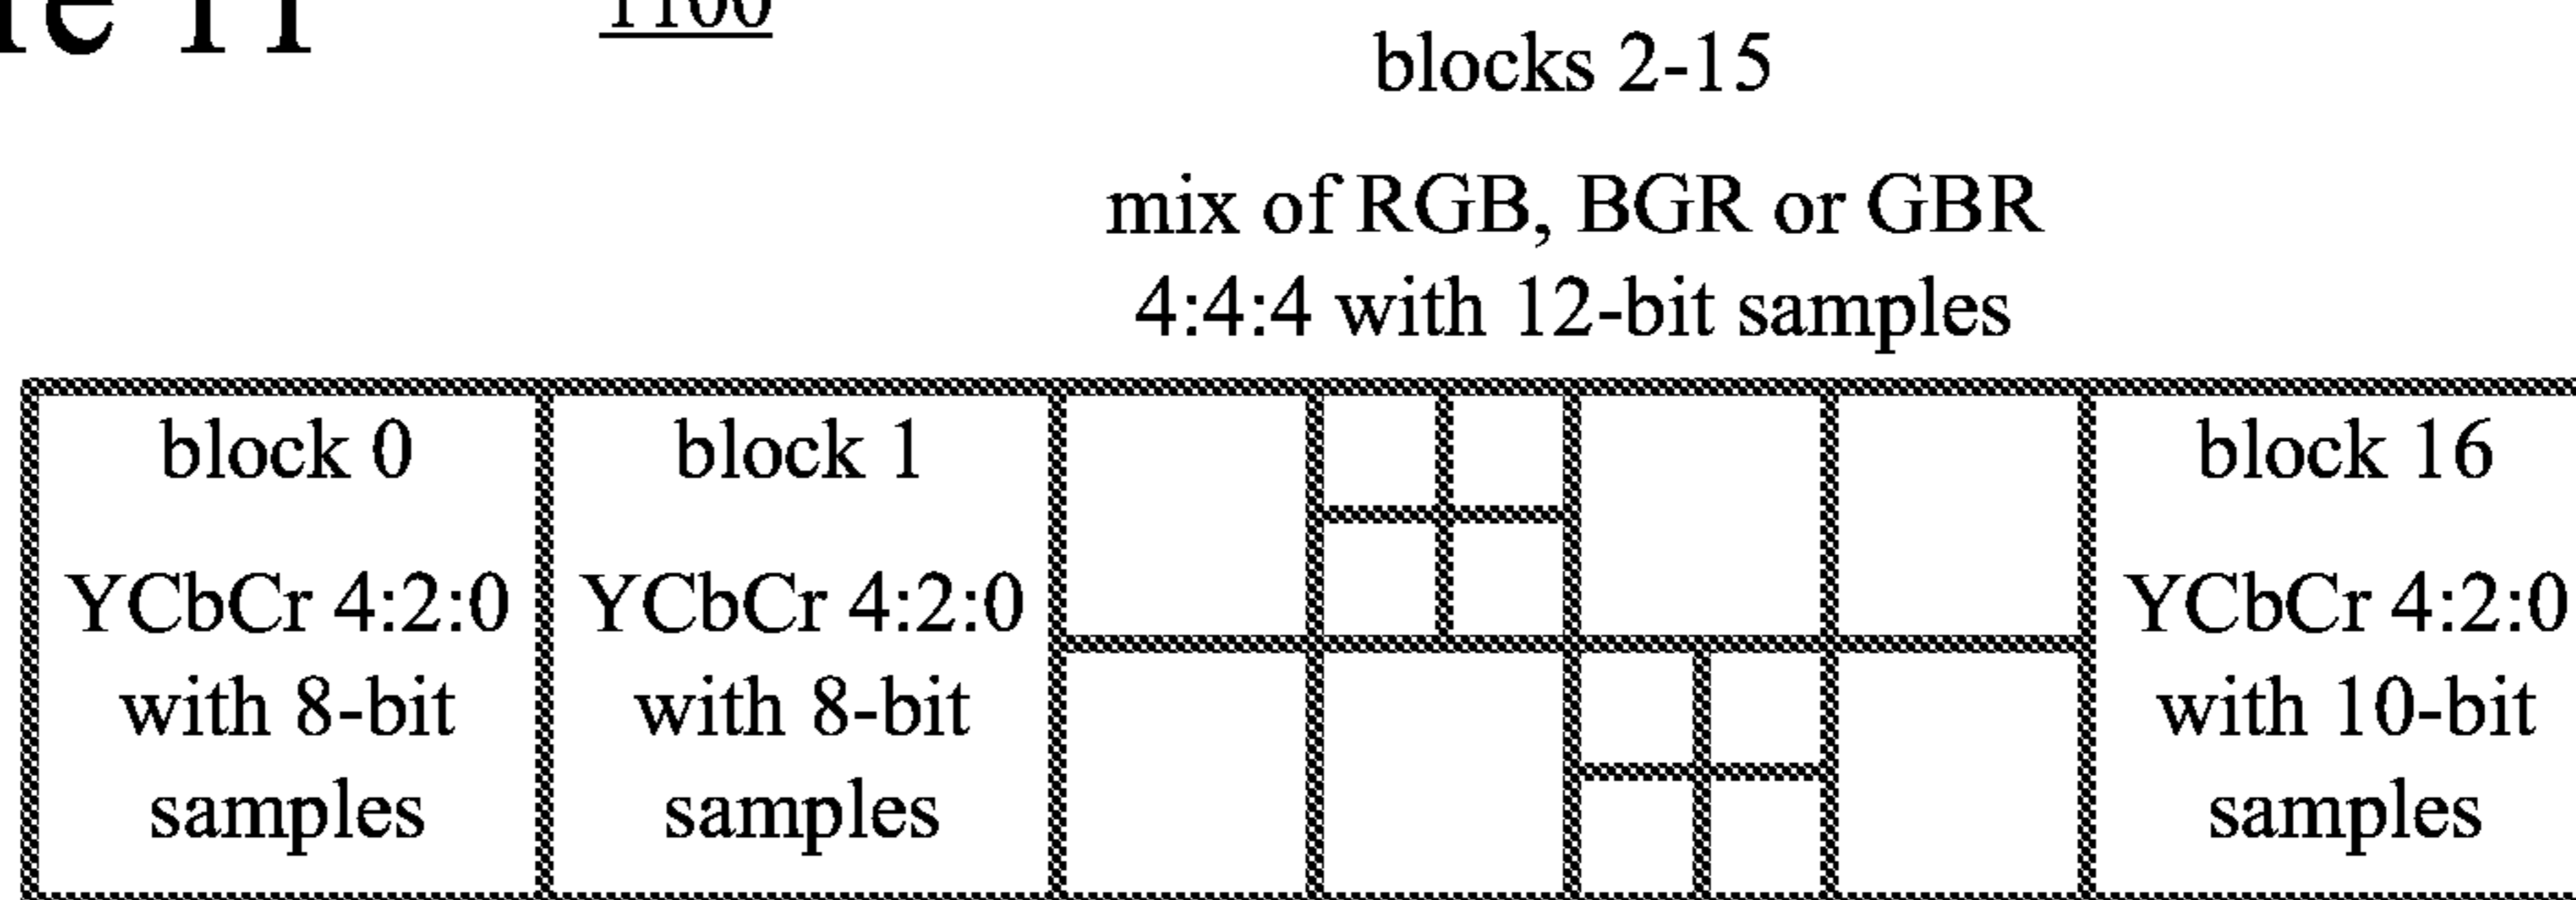 1100
blocks 2-15
mix of RGB, BGR or GBR
4:4:4 with 12-bit samples
block 0
YCbCr 4:2:0
with 8-bit
samples
block 1
YCbCr 4:2:0
with 8-bit
samples
block 16
YCbCr 4:2:0
with 10-bit
samples